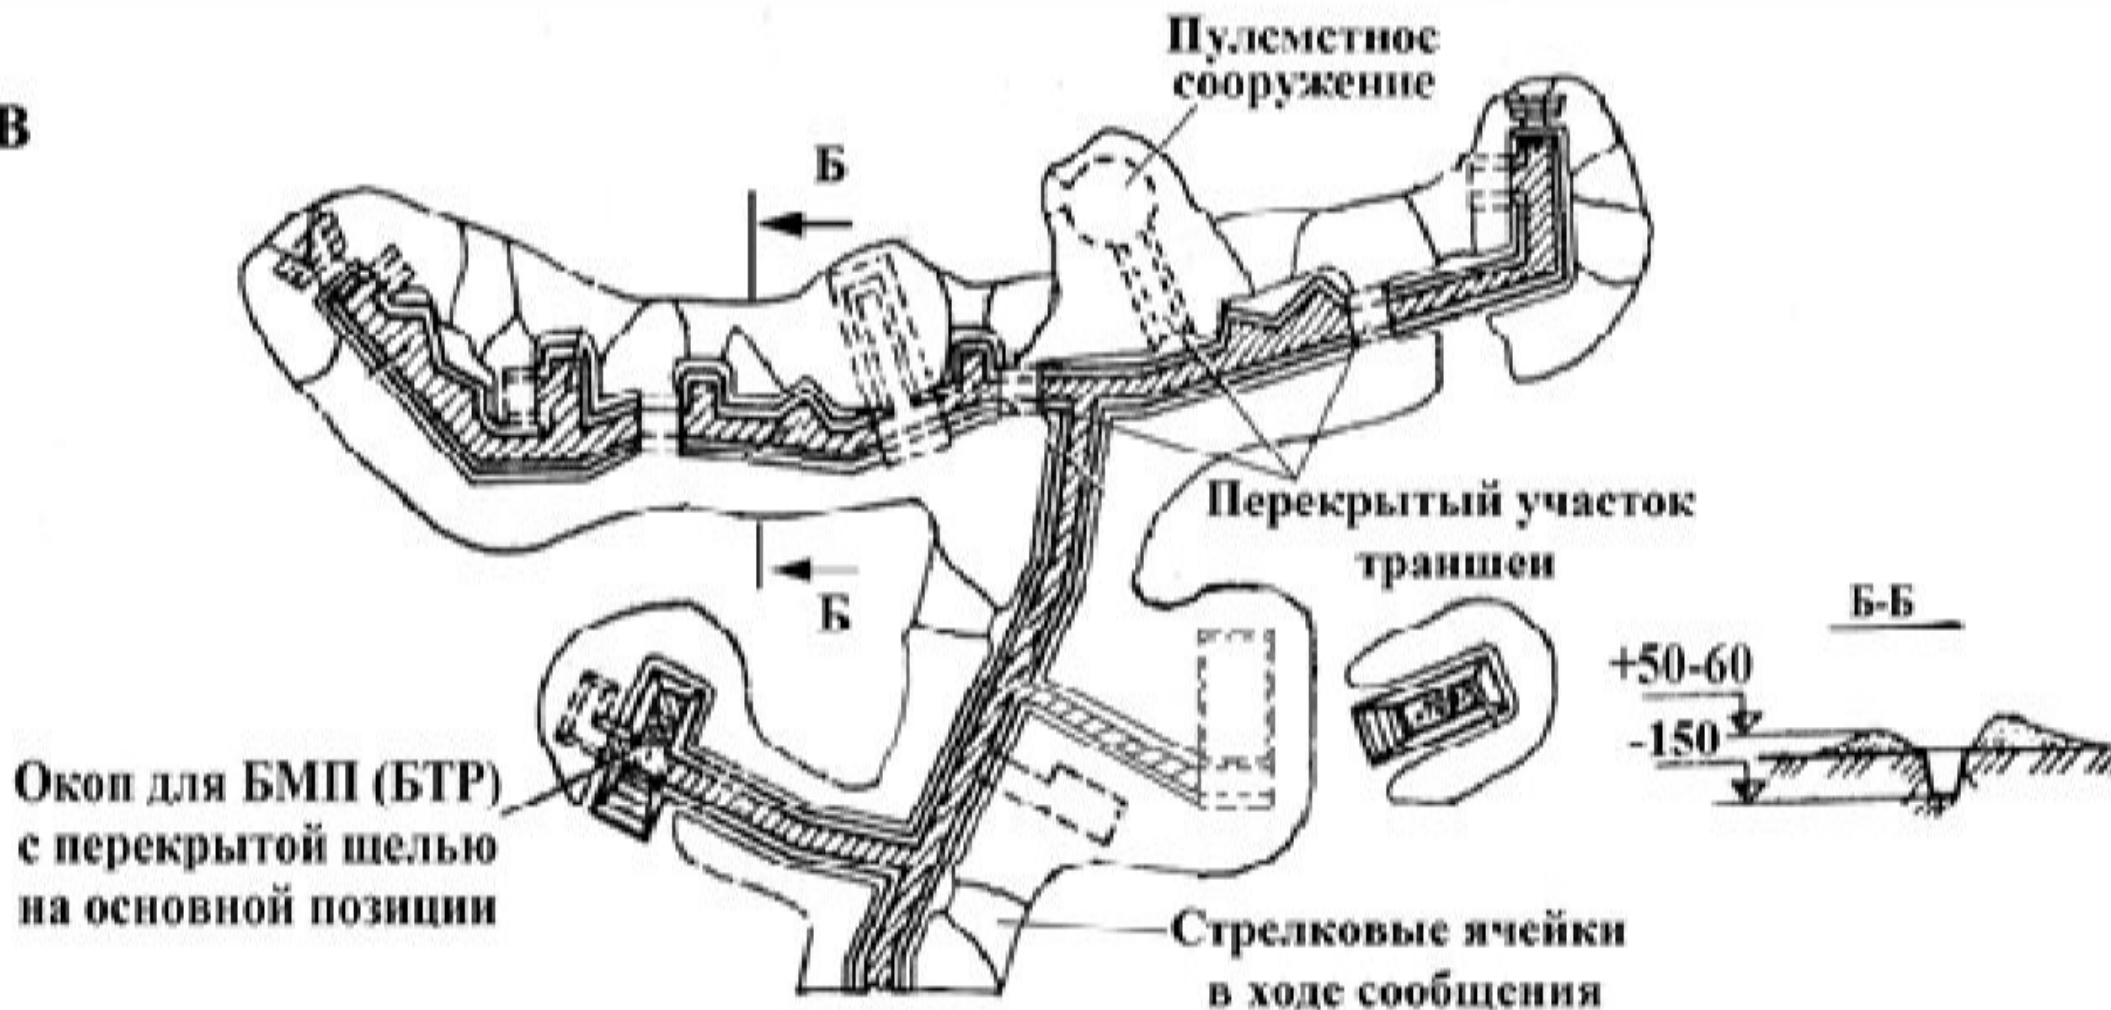 Пулеметное
сооружение
В
Б
Перекрытый участок
траншеи
Б
Б-Б
+50-60
-150
Окоп для БМП (БТР)
с перекрытой щелью
на основной позиции
Стрелковые ячейки
в ходе сообщения